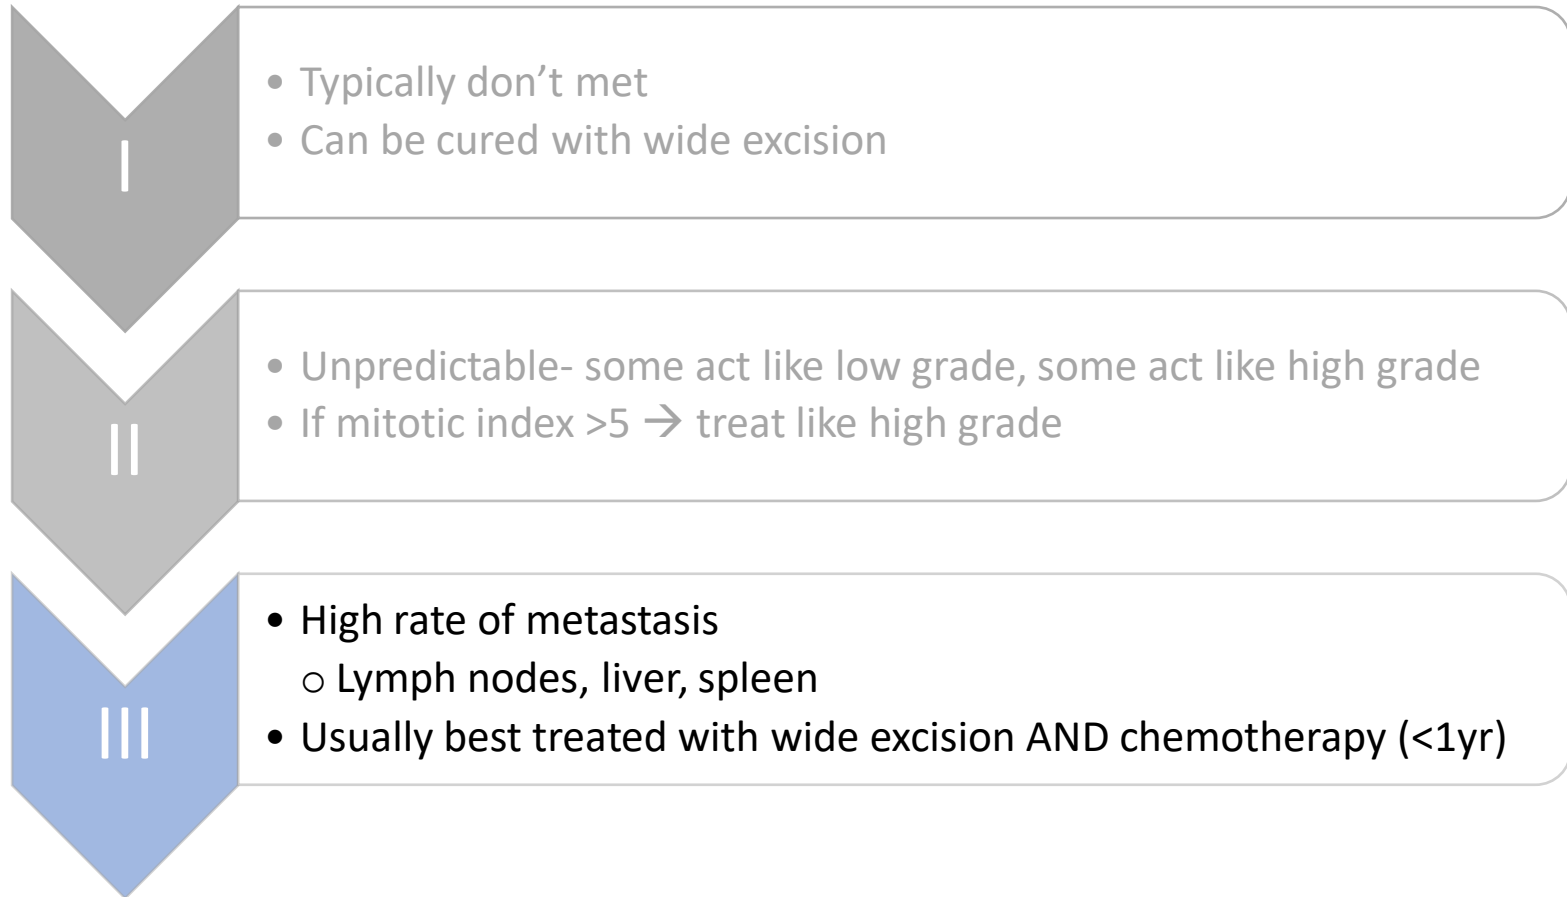 I
• Typically don’t met
• Can be cured with wide excision
II
• Unpredictable- some act like low grade, some act like high grade
• If mitotic index >5 → treat like high grade
III
• High rate of metastasis
o Lymph nodes, liver, spleen
• Usually best treated with wide excision AND chemotherapy (<1yr)